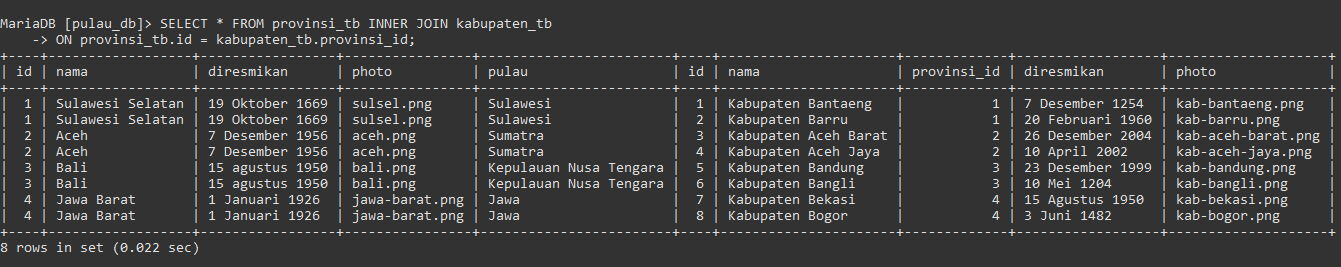 MariaDB [pulau_db]> SELECT * FROM provinsi_tb INNER JOIN kabupaten_tb
    -> ON provinsi_tb.id = kabupaten_tb.provinsi_id;
+----+------------------+-----------------+----------------+-------------------------+----+----------------------+-------------+------------------+--------------------+
| id | nama             | diresmikan      | photo          | pulau                   | id | nama                 | provinsi_id | diresmikan       | photo              |
+----+------------------+-----------------+----------------+-------------------------+----+----------------------+-------------+------------------+--------------------+
|  1 | Sulawesi Selatan | 19 Oktober 1669 | sulsel.png     | Sulawesi                |  1 | Kabupaten Bantaeng   |           1 | 7 Desember 1254  | kab-bantaeng.png   |
|  1 | Sulawesi Selatan | 19 Oktober 1669 | sulsel.png     | Sulawesi                |  2 | Kabupaten Barru      |           1 | 20 Februari 1960 | kab-barru.png      |
|  2 | Aceh             | 7 Desember 1956 | aceh.png       | Sumatra                 |  3 | Kabupaten Aceh Barat |           2 | 26 Desember 2004 | kab-aceh-barat.png |
|  2 | Aceh             | 7 Desember 1956 | aceh.png       | Sumatra                 |  4 | Kabupaten Aceh Jaya  |           2 | 10 April 2002    | kab-aceh-jaya.png  |
|  3 | Bali             | 15 agustus 1950 | bali.png       | Kepulauan Nusa Tengara  |  5 | Kabupaten Bandung    |           3 | 23 Desember 1999 | kab-bandung.png    |
|  3 | Bali             | 15 agustus 1950 | bali.png       | Kepulauan Nusa Tengara  |  6 | Kabupaten Bangli     |           3 | 10 Mei 1204      | kab-bangli.png     |
|  4 | Jawa Barat       | 1 Januari 1926  | jawa-barat.png | Jawa                    |  7 | Kabupaten Bekasi     |           4 | 15 Agustus 1950  | kab-bekasi.png     |
|  4 | Jawa Barat       | 1 Januari 1926  | jawa-barat.png | Jawa                    |  8 | Kabupaten Bogor      |           4 | 3 Juni 1482      | kab-bogor.png      |
+----+------------------+-----------------+----------------+-------------------------+----+----------------------+-------------+------------------+--------------------+
8 rows in set (0.022 sec)